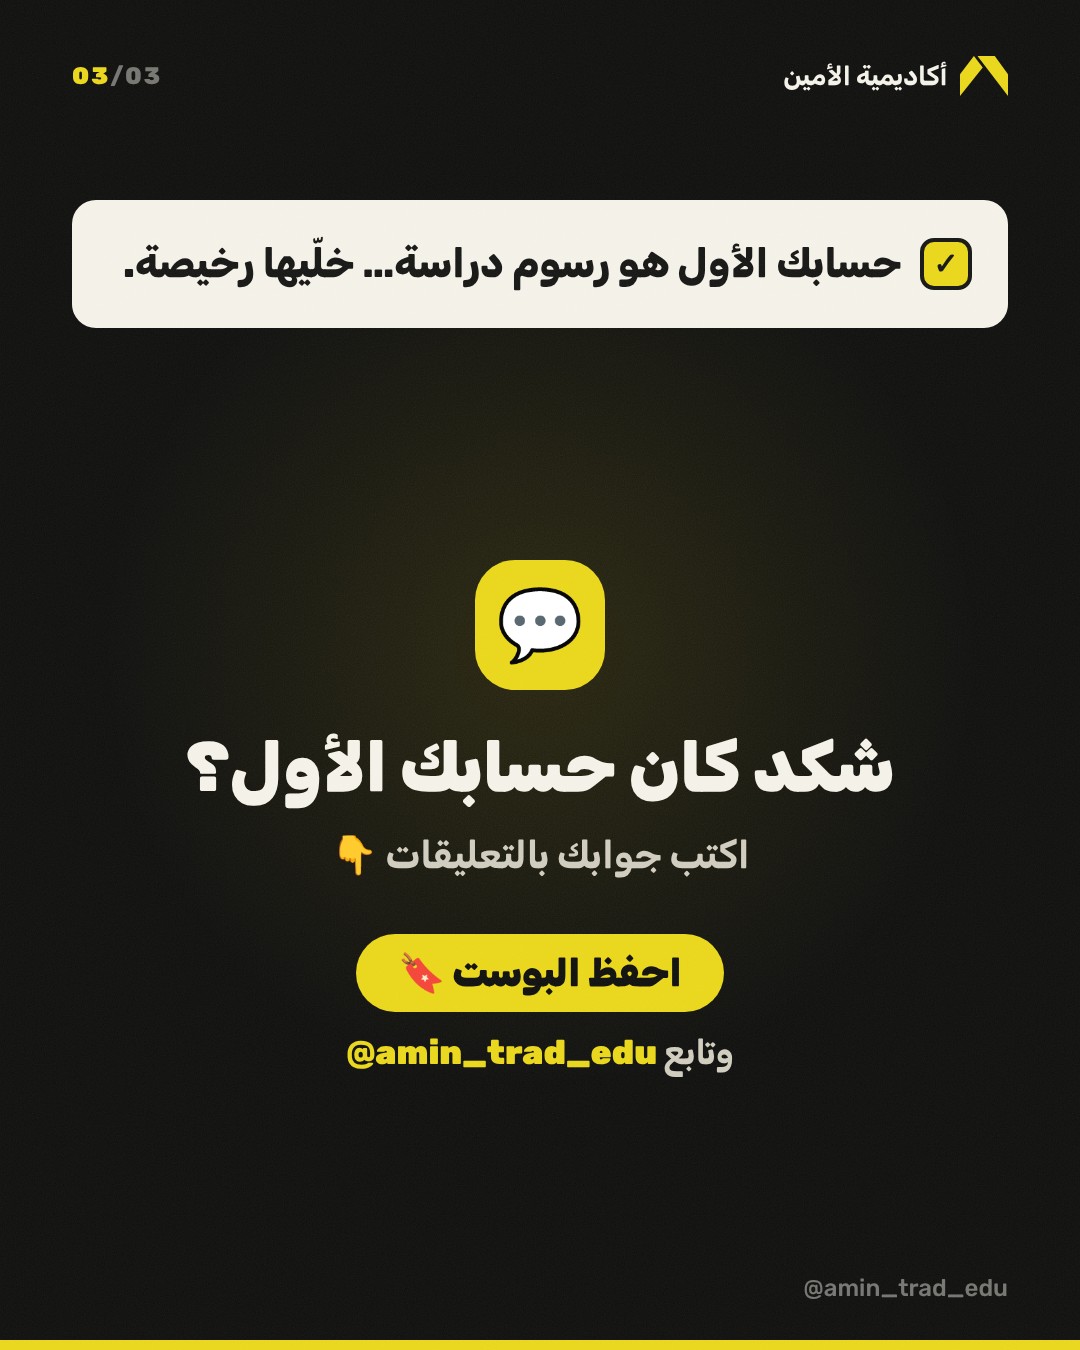 أكاديمية الأمين
03/03
✓ حسابك الأول هو رسوم دراسة... خلّيها رخيصة.
شكد كان حسابك الأول؟
اكتب جوابك بالتعليقات 👇
احفظ البوست 🔖
وتابع @amin_trad_edu
@amin_trad_edu